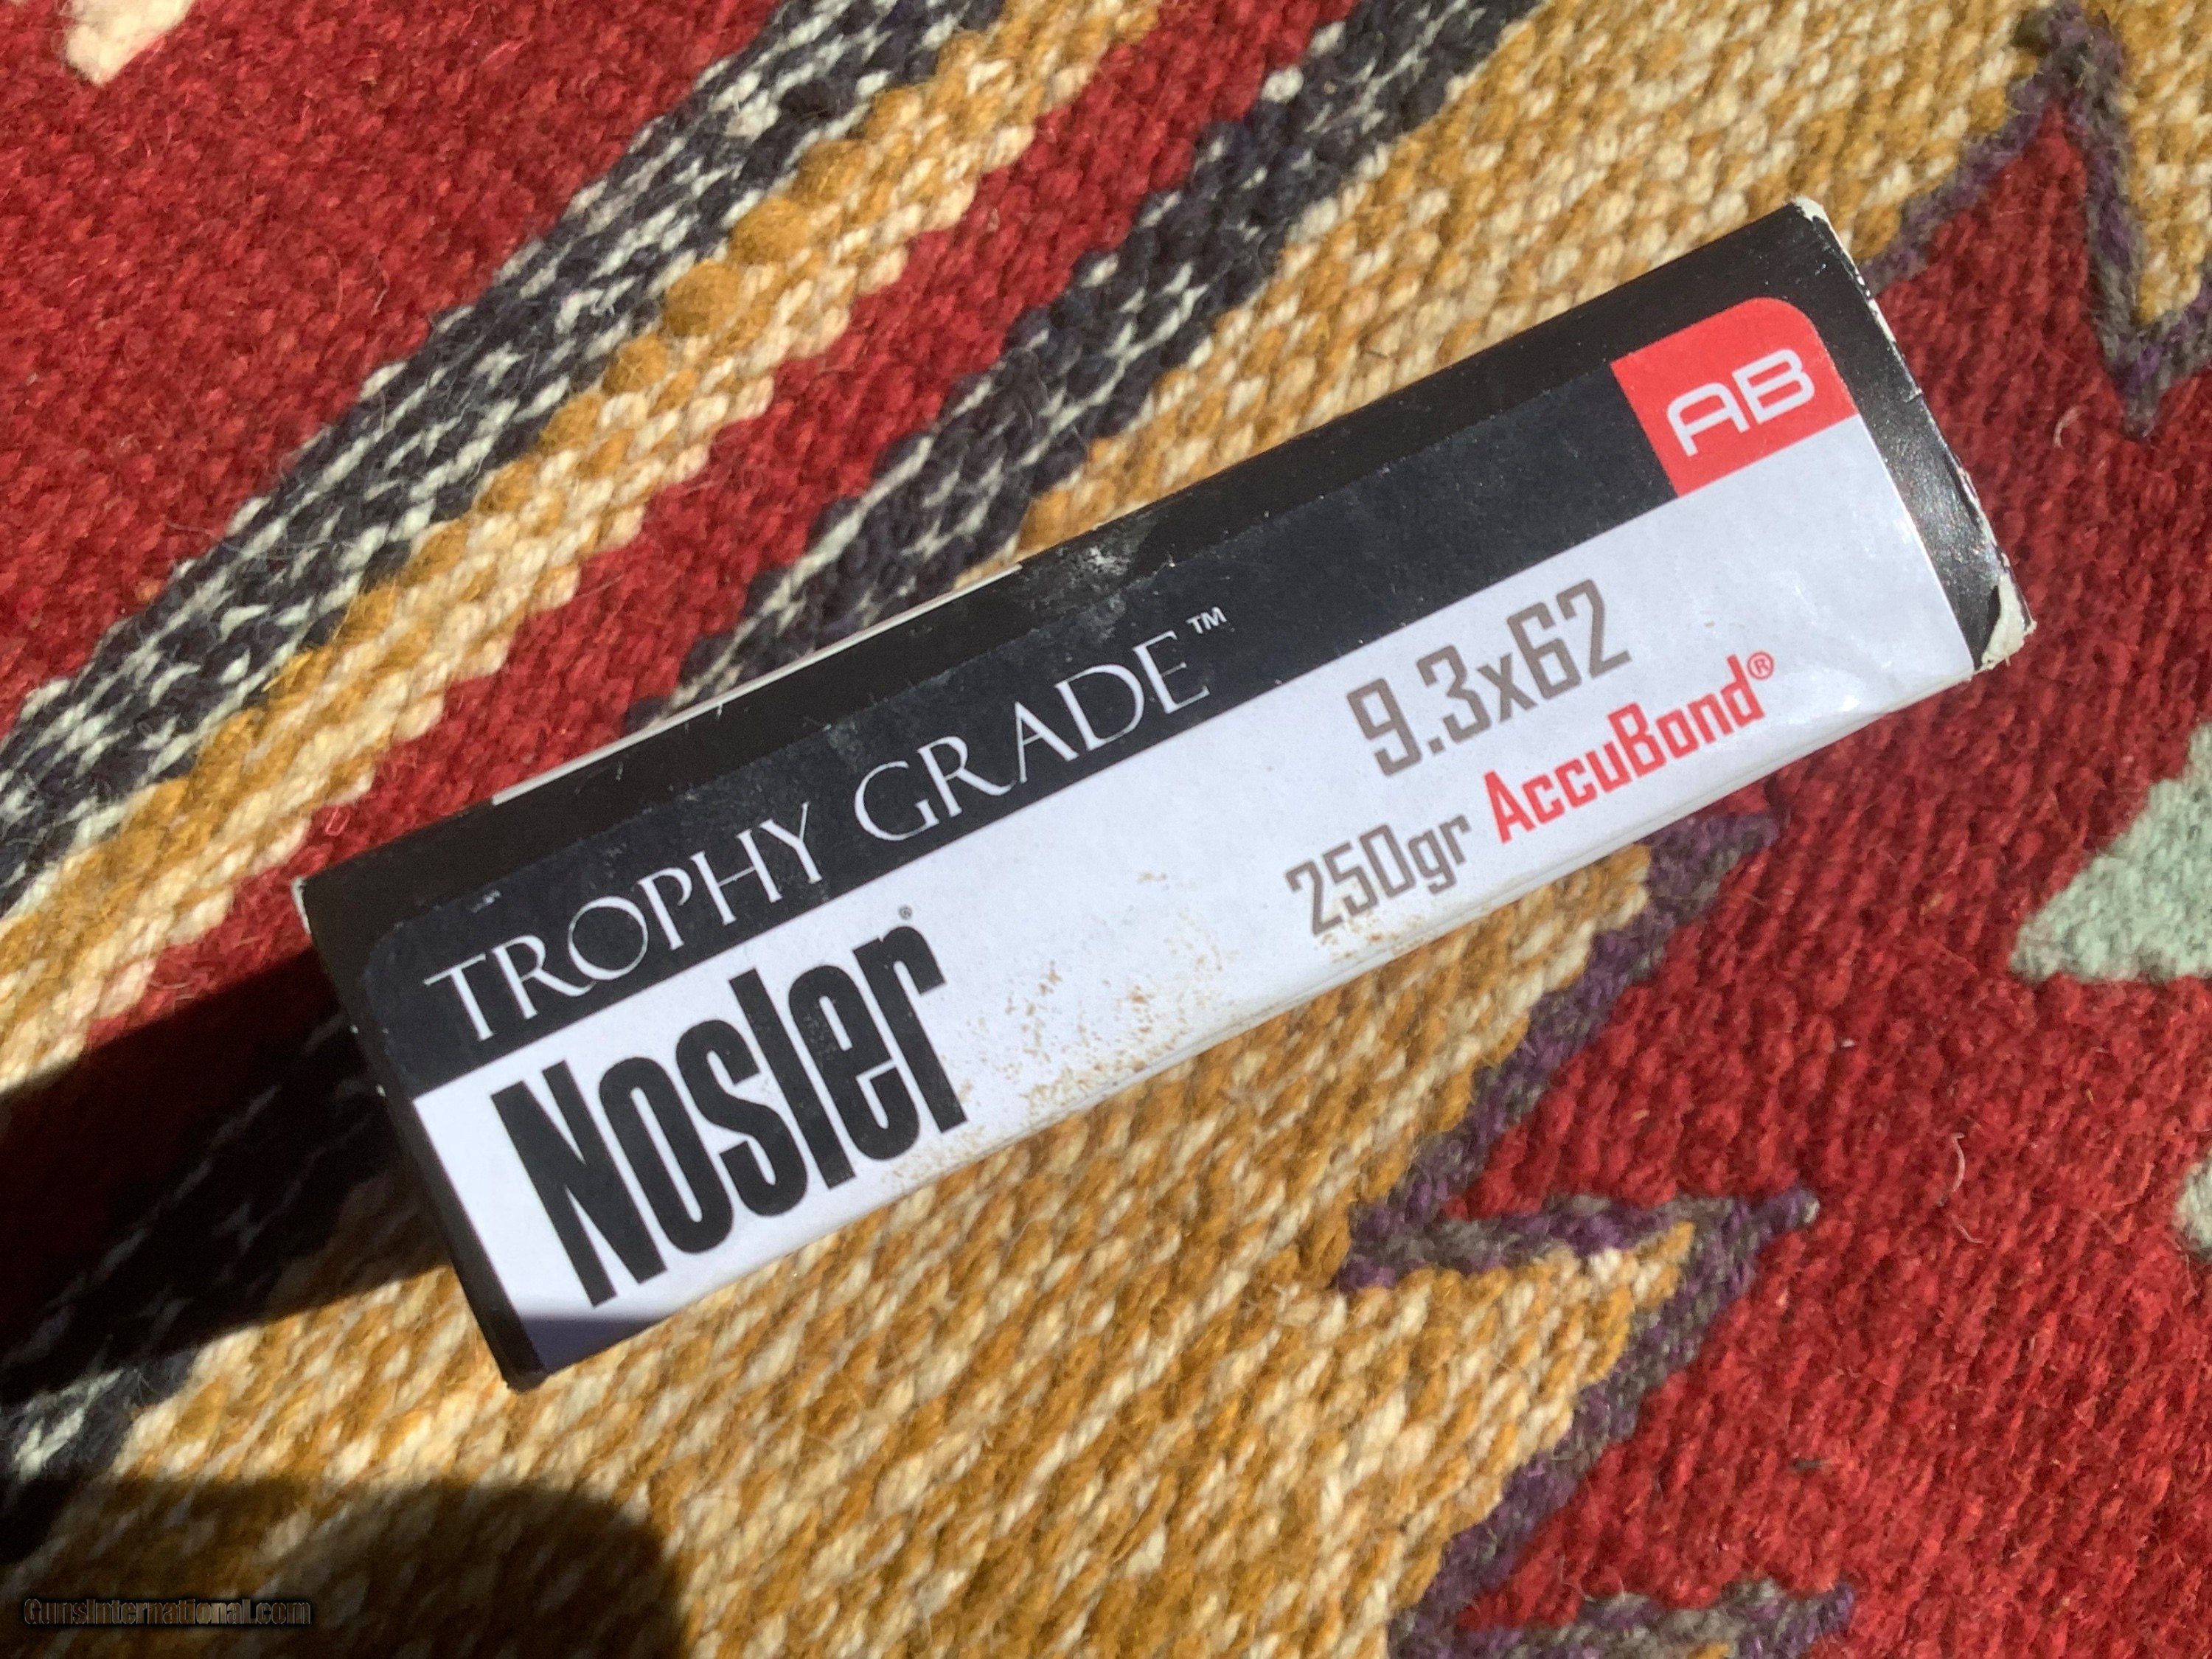 AB
TROPHY GRADE™
9.3x62
Nosler®
250gr AccuBond®
GunsInternational.com